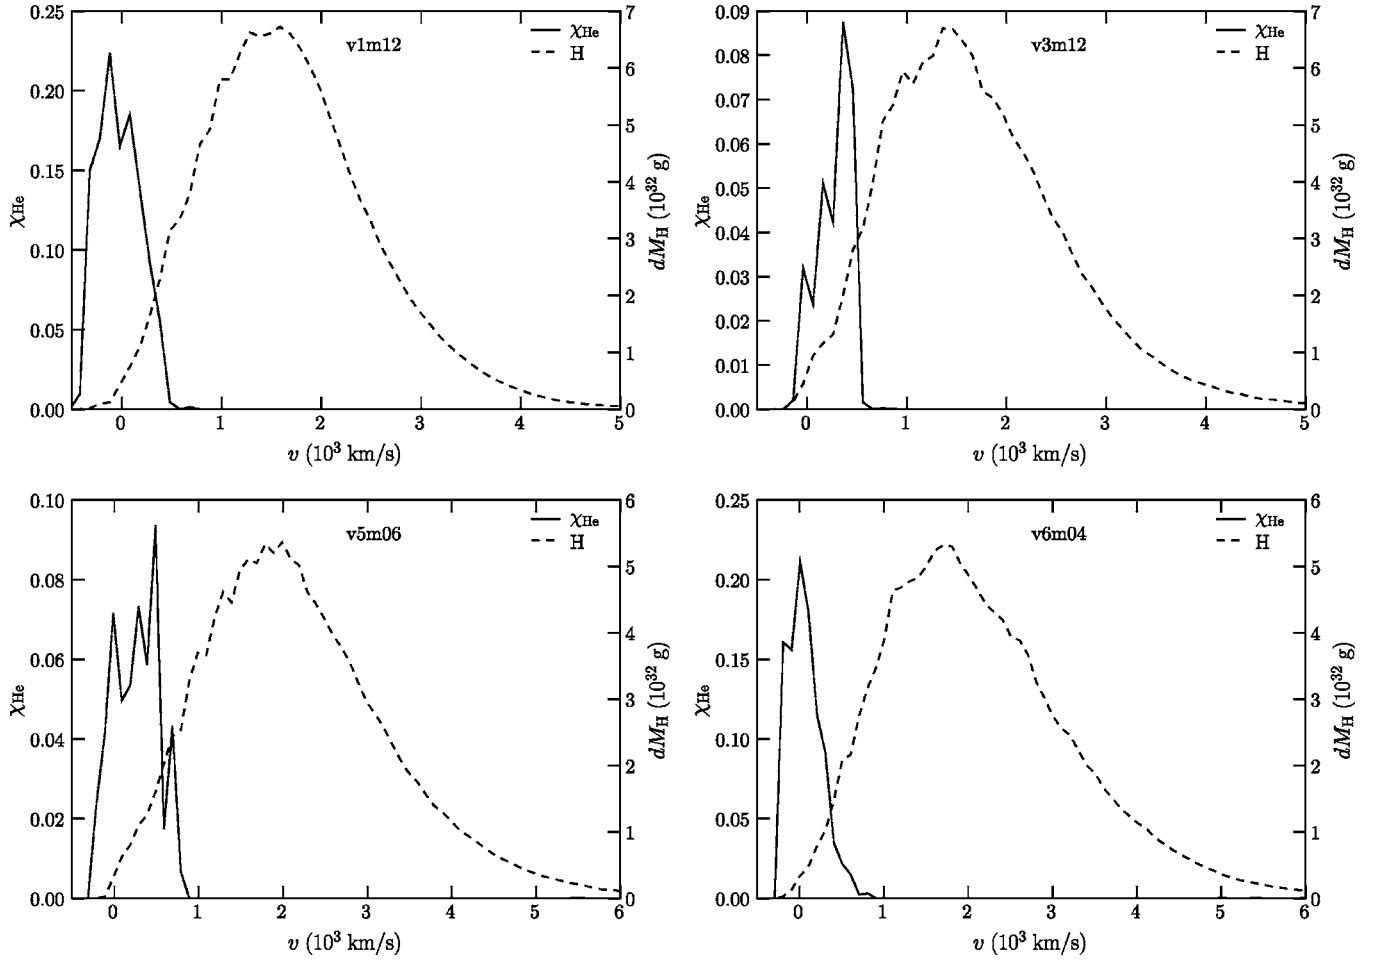 0.25
0.20
0.15
0.10
0.05
0.00
χHe
v1m12
χHe
H
7
6
5
4
3
2
1
0
dMH (10^32 g)
0 1 2 3 4 5
v (10^3 km/s)
0.09
0.08
0.07
0.06
0.05
0.04
0.03
0.02
0.01
0.00
χHe
v3m12
χHe
H
7
6
5
4
3
2
1
0
dMH (10^32 g)
0 1 2 3 4 5
v (10^3 km/s)
0.10
0.08
0.06
0.04
0.02
0.00
χHe
v5m06
χHe
H
6
5
4
3
2
1
0
dMH (10^32 g)
0 1 2 3 4 5 6
v (10^3 km/s)
0.25
0.20
0.15
0.10
0.05
0.00
χHe
v6m04
χHe
H
6
5
4
3
2
1
0
dMH (10^32 g)
0 1 2 3 4 5 6
v (10^3 km/s)